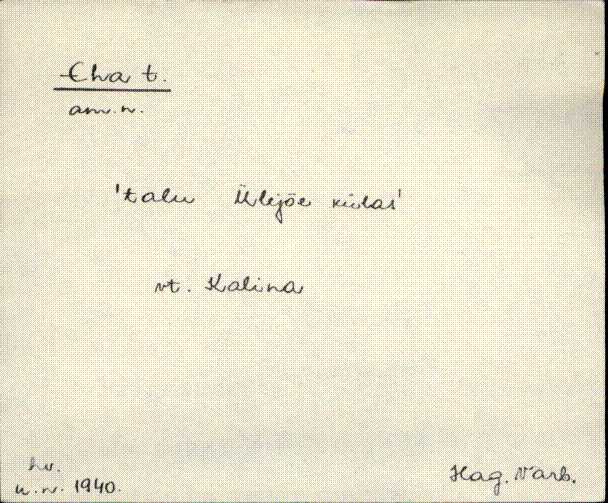 Eha t.
am.n.
'talu Ülejõe külas'
vt. Kalina
hv.
u.n. 1940.
Hag. Varb.